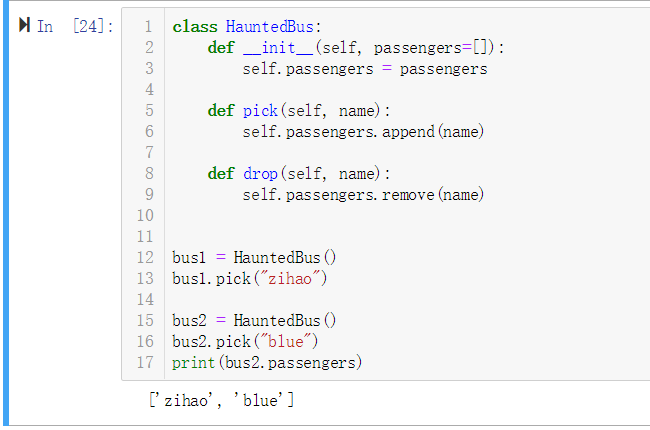 In [24]:
1 class HauntedBus:
2     def __init__(self, passengers=[]):
3         self.passengers = passengers
4
5     def pick(self, name):
6         self.passengers.append(name)
7
8     def drop(self, name):
9         self.passengers.remove(name)
10
11
12 bus1 = HauntedBus()
13 bus1.pick("zihao")
14
15 bus2 = HauntedBus()
16 bus2.pick("blue")
17 print(bus2.passengers)
['zihao', 'blue']